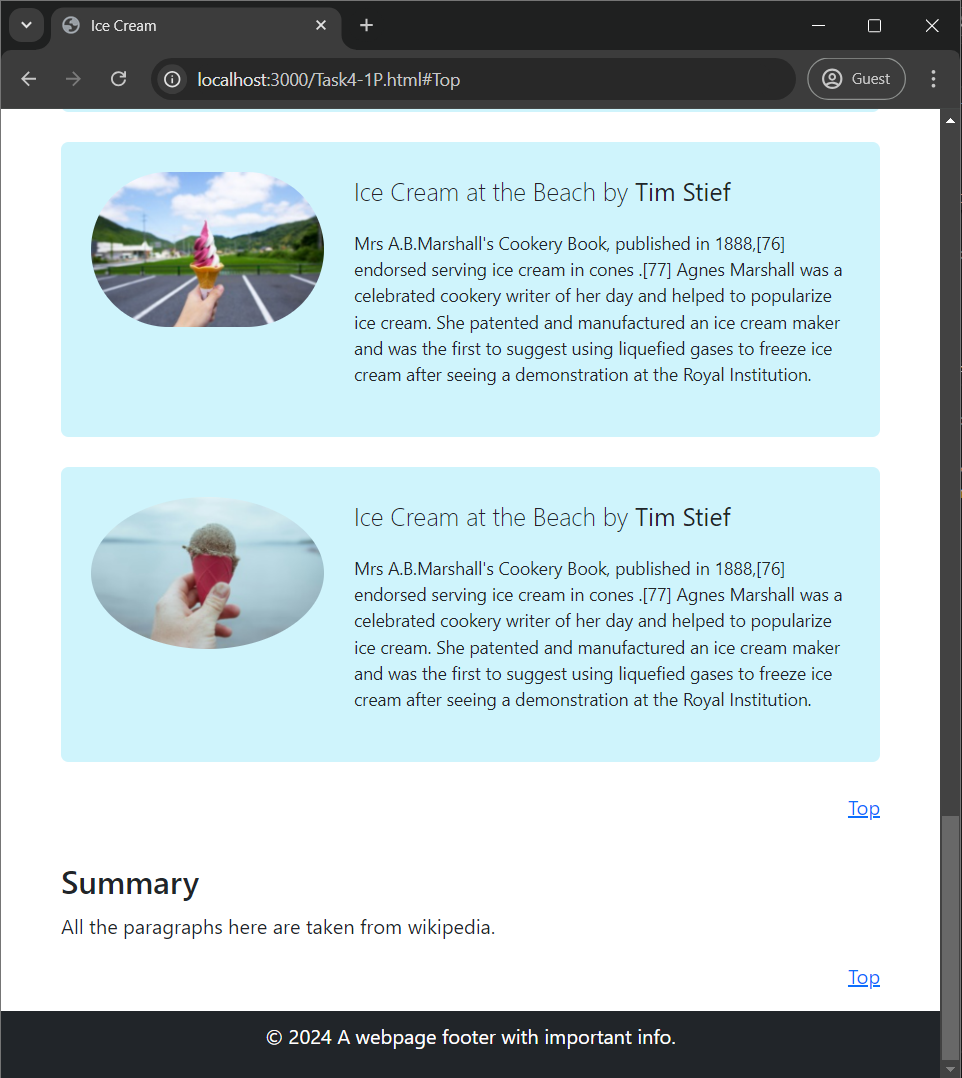 Ice Cream
localhost:3000/Task4-1P.html#Top
Guest
Ice Cream at the Beach by Tim Stief
Mrs A.B.Marshall's Cookery Book, published in 1888,[76]
endorsed serving ice cream in cones .[77] Agnes Marshall was a
celebrated cookery writer of her day and helped to popularize
ice cream. She patented and manufactured an ice cream maker
and was the first to suggest using liquefied gases to freeze ice
cream after seeing a demonstration at the Royal Institution.
Ice Cream at the Beach by Tim Stief
Mrs A.B.Marshall's Cookery Book, published in 1888,[76]
endorsed serving ice cream in cones .[77] Agnes Marshall was a
celebrated cookery writer of her day and helped to popularize
ice cream. She patented and manufactured an ice cream maker
and was the first to suggest using liquefied gases to freeze ice
cream after seeing a demonstration at the Royal Institution.
Top
Summary
All the paragraphs here are taken from wikipedia.
Top
© 2024 A webpage footer with important info.